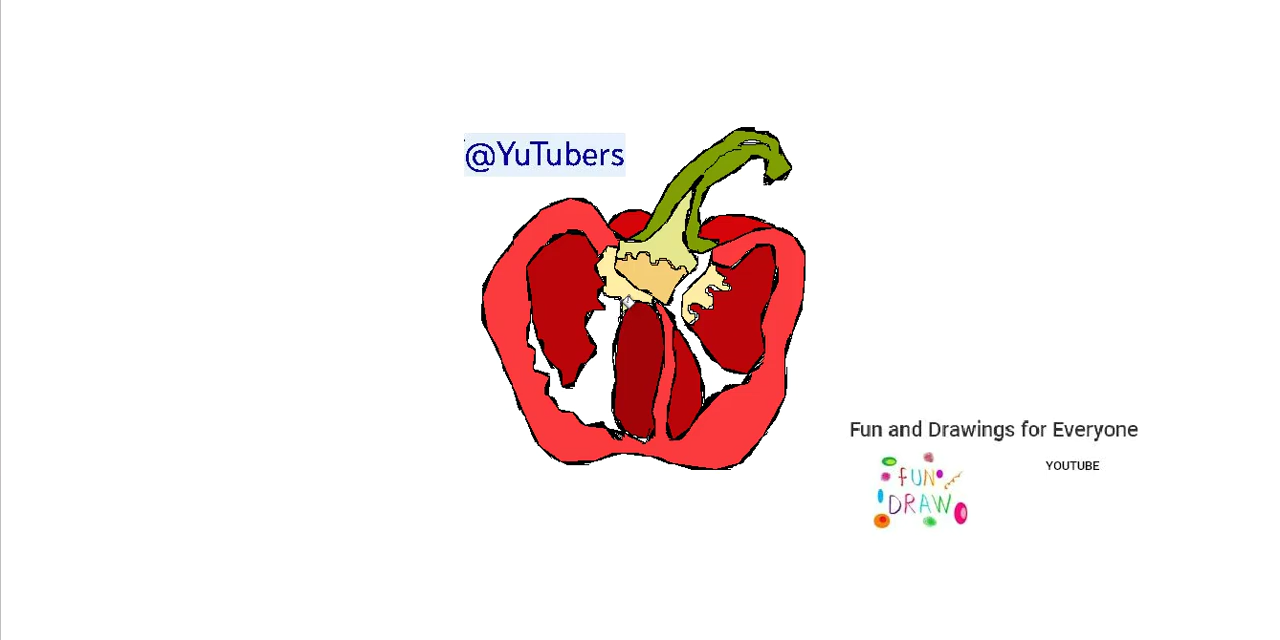 @YuTubers
Fun and Drawings for Everyone
YOUTUBE
FUN
DRAW